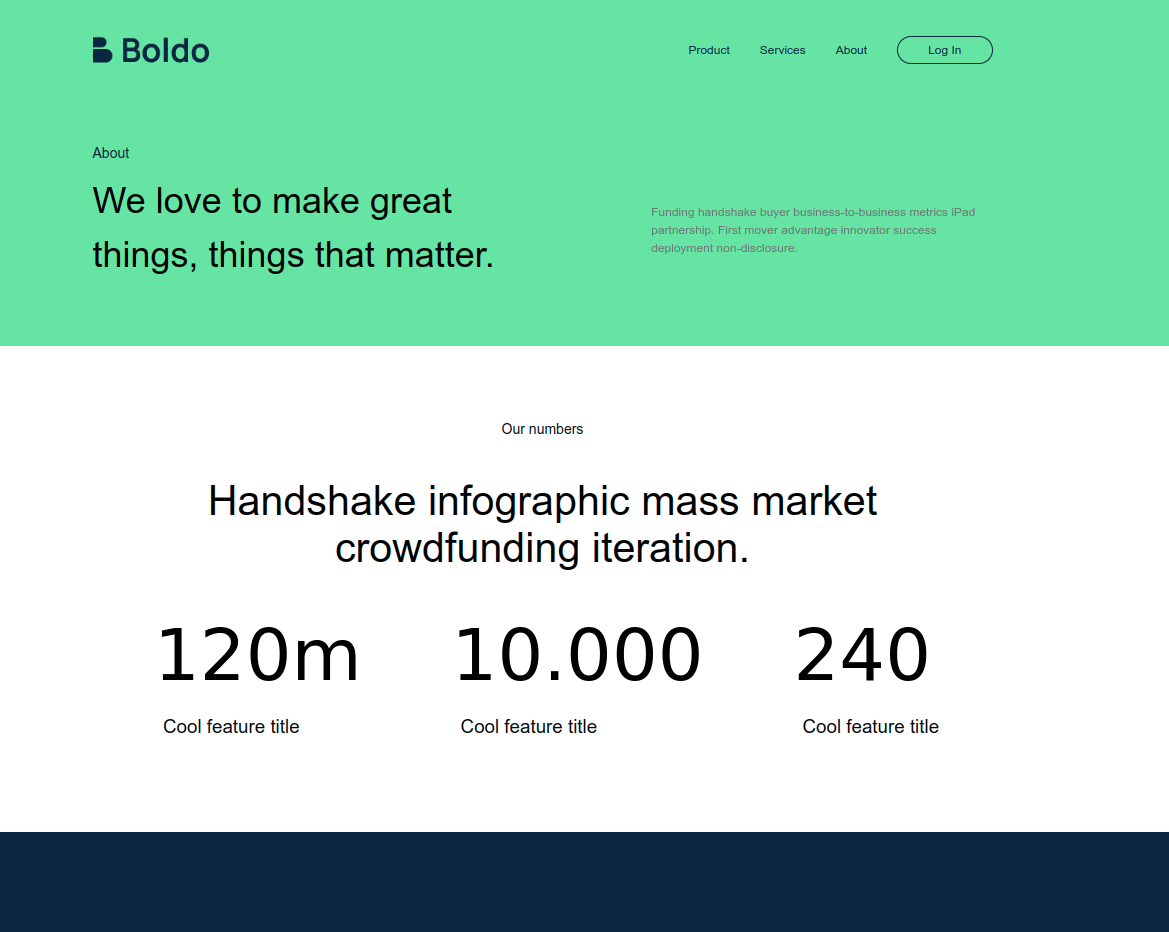 Boldo
Product
Services
About
Log In
About
We love to make great
things, things that matter.
Funding handshake buyer business-to-business metrics iPad
partnership. First mover advantage innovator success
deployment non-disclosure.
Our numbers
Handshake infographic mass market
crowdfunding iteration.
120m
10.000
240
Cool feature title
Cool feature title
Cool feature title